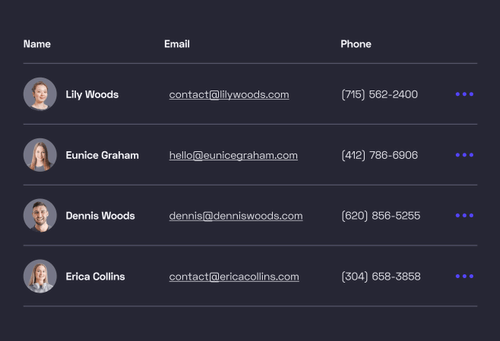 Name Email Phone
Lily Woods contact@lilywoods.com (715) 562-2400
Eunice Graham hello@eunicegraham.com (412) 786-6906
Dennis Woods dennis@denniswoods.com (620) 856-5255
Erica Collins contact@ericacollins.com (304) 658-3858